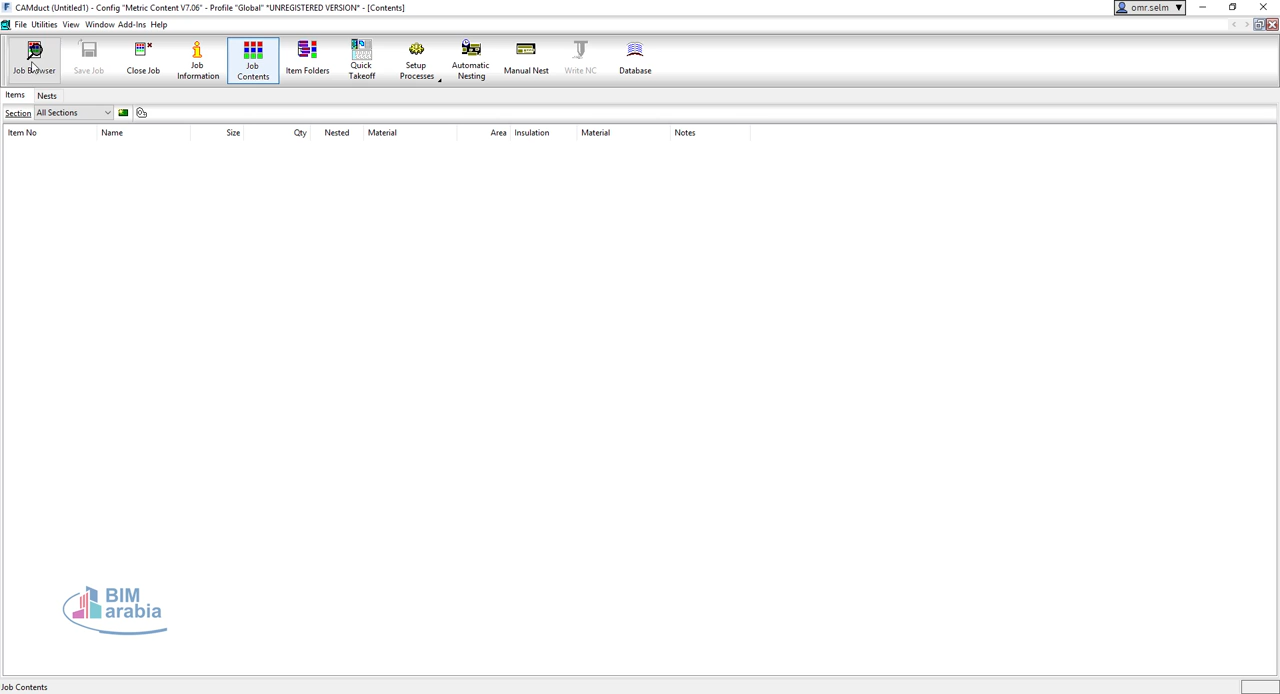 CAMduct (Untitled1) - Config "Metric Content V7.06" - Profile "Global" *UNREGISTERED VERSION* - [Contents]
omr.selm
File Utilities View Window Add-Ins Help
Job Browser
Save Job
Close Job
Job Information
Job Contents
Item Folders
Quick Takeoff
Setup Processes
Automatic Nesting
Manual Nest
Write NC
Database
Items Nests
Section All Sections
Item No Name Size Qty Nested Material Area Insulation Material Notes
BIM
arabia
Job Contents